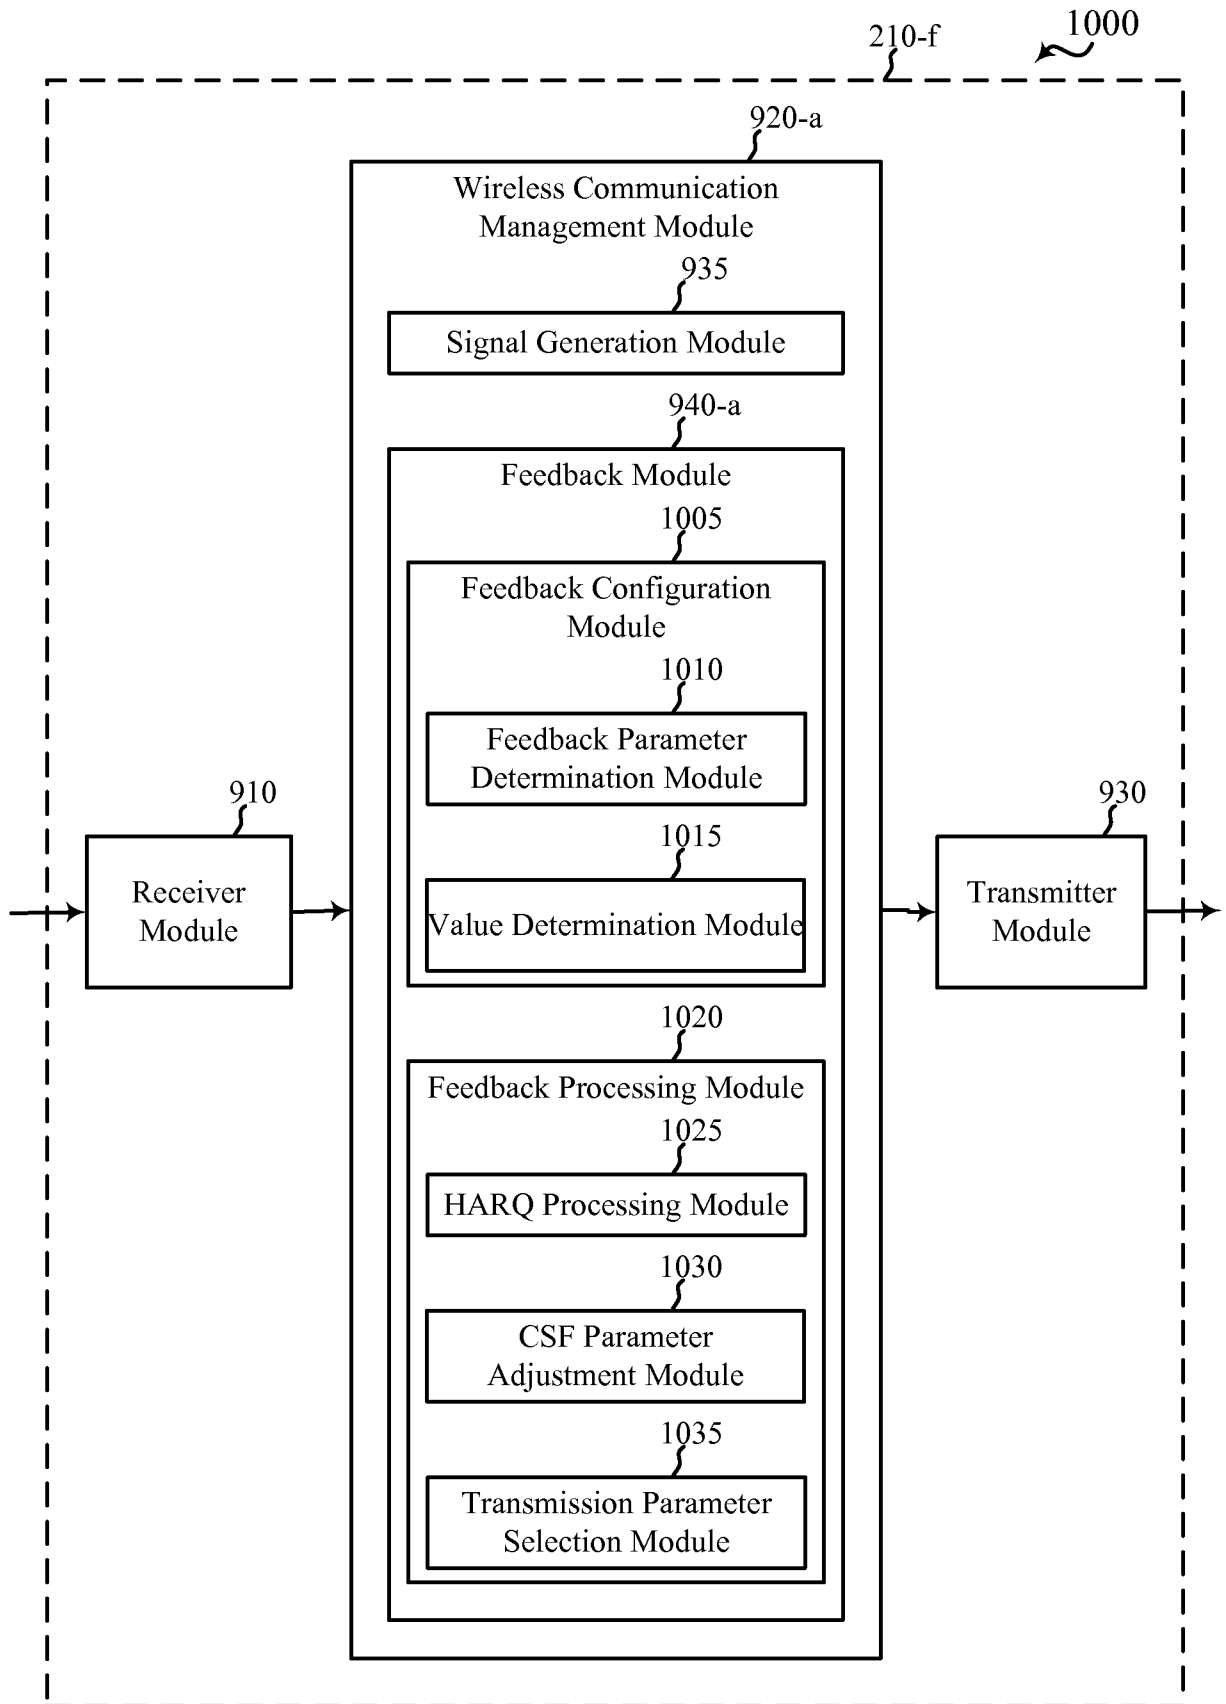 1000
210-f
920-a
Wireless Communication
Management Module
935
Signal Generation Module
940-a
Feedback Module
1005
Feedback Configuration
Module
1010
Feedback Parameter
Determination Module
910
Receiver
Module
1015
Value Determination Module
930
Transmitter
Module
1020
Feedback Processing Module
1025
HARQ Processing Module
1030
CSF Parameter
Adjustment Module
1035
Transmission Parameter
Selection Module